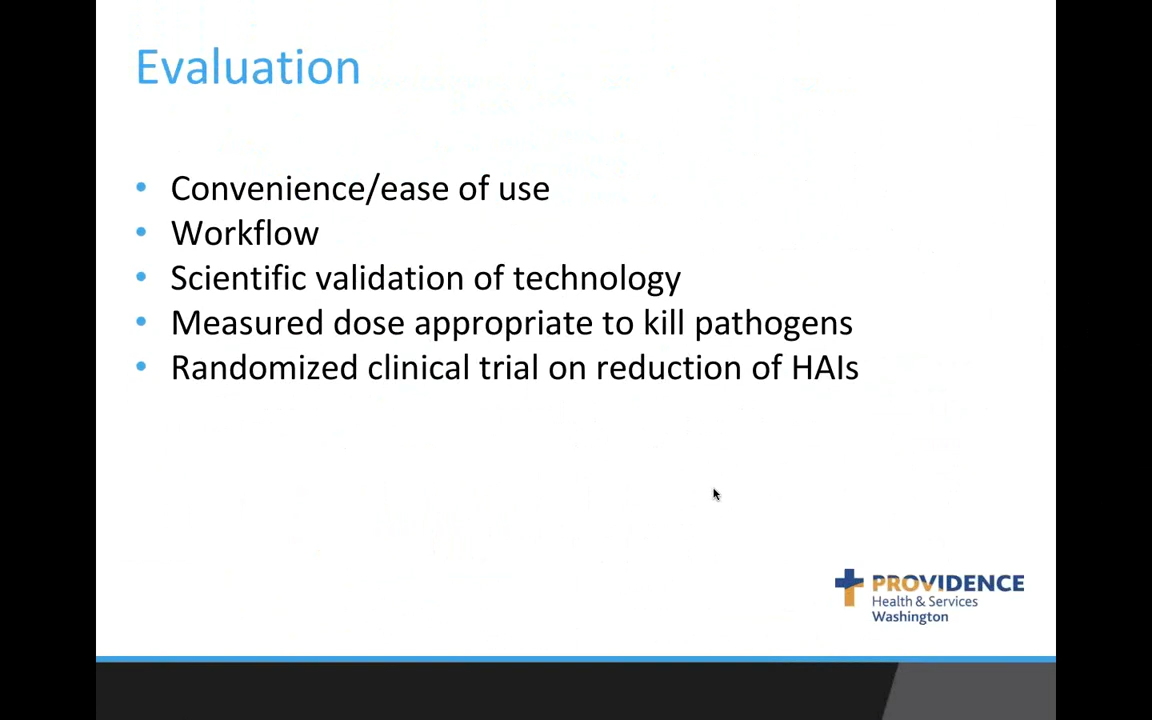 Evaluation
• Convenience/ease of use
• Workflow
• Scientific validation of technology
• Measured dose appropriate to kill pathogens
• Randomized clinical trial on reduction of HAIs
PROVIDENCE
Health & Services
Washington